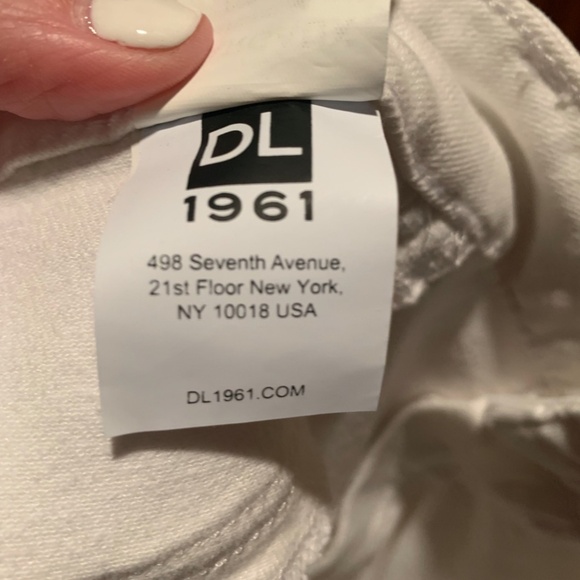 DL
1961
498 Seventh Avenue,
21st Floor New York,
NY 10018 USA
DL1961.COM